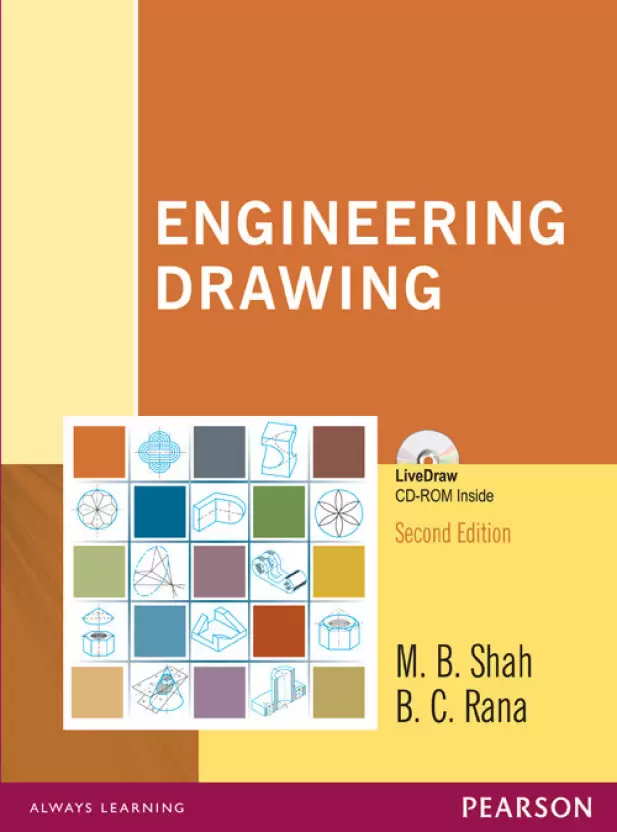 ENGINEERING
DRAWING
LiveDraw
CD-ROM Inside
Second Edition
M. B. Shah
B. C. Rana
ALWAYS LEARNING
PEARSON